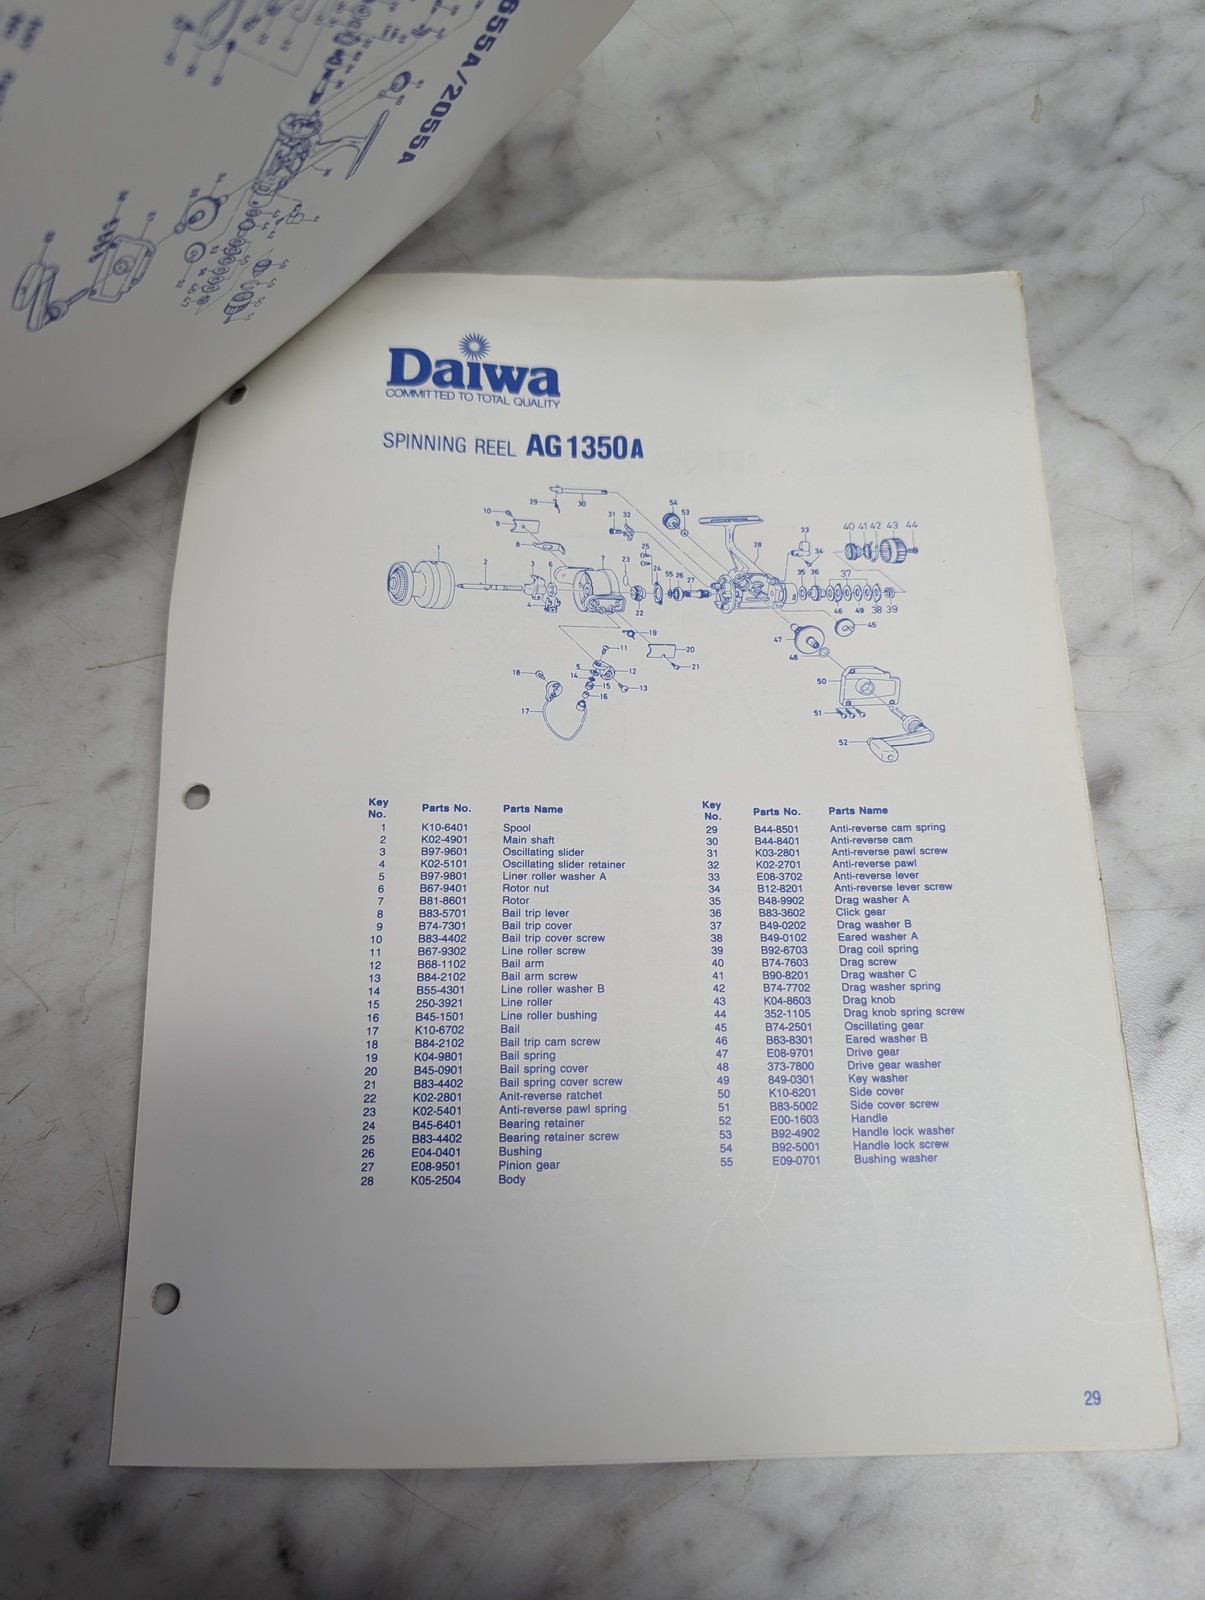 655A/2055A
Daiwa
COMMITTED TO TOTAL QUALITY
SPINNING REEL AG1350A
Key No. Parts No. Parts Name
1 K10-6401 Spool
2 K02-4901 Main shaft
3 B97-9601 Oscillating slider
4 K02-5101 Oscillating slider retainer
5 B97-9801 Liner roller washer A
6 B67-9401 Rotor nut
7 B81-8601 Rotor
8 B83-5701 Bail trip lever
9 B74-7301 Bail trip cover
10 B83-4402 Bail trip cover screw
11 B67-9302 Line roller screw
12 B68-1102 Bail arm
13 B84-2102 Bail arm screw
14 B55-4301 Line roller washer B
15 250-3921 Line roller
16 B45-1501 Line roller bushing
17 K10-6702 Bail
18 B84-2102 Bail trip cam screw
19 K04-9801 Bail spring
20 B45-0901 Bail spring cover
21 B83-4402 Bail spring cover screw
22 K02-2801 Anit-reverse ratchet
23 K02-5401 Anti-reverse pawl spring
24 B45-6401 Bearing retainer
25 B83-4402 Bearing retainer screw
26 E04-0401 Bushing
27 E08-9501 Pinion gear
28 K05-2504 Body
Key No. Parts No. Parts Name
29 B44-8501 Anti-reverse cam spring
30 B44-8401 Anti-reverse cam
31 K03-2801 Anti-reverse pawl screw
32 K02-2701 Anti-reverse pawl
33 E08-3702 Anti-reverse lever
34 B12-8201 Anti-reverse lever screw
35 B48-9902 Drag washer A
36 B83-3602 Click gear
37 B49-0202 Drag washer B
38 B49-0102 Eared washer A
39 B92-6703 Drag coil spring
40 B74-7603 Drag screw
41 B90-8201 Drag washer C
42 B74-7702 Drag washer spring
43 K04-8603 Drag knob
44 352-1105 Drag knob spring screw
45 B74-2501 Oscillating gear
46 B63-8301 Eared washer B
47 E08-9701 Drive gear
48 373-7800 Drive gear washer
49 849-0301 Key washer
50 K10-6201 Side cover
51 B83-5002 Side cover screw
52 E00-1603 Handle
53 B92-4902 Handle lock washer
54 B92-5001 Handle lock screw
55 E09-0701 Bushing washer
29